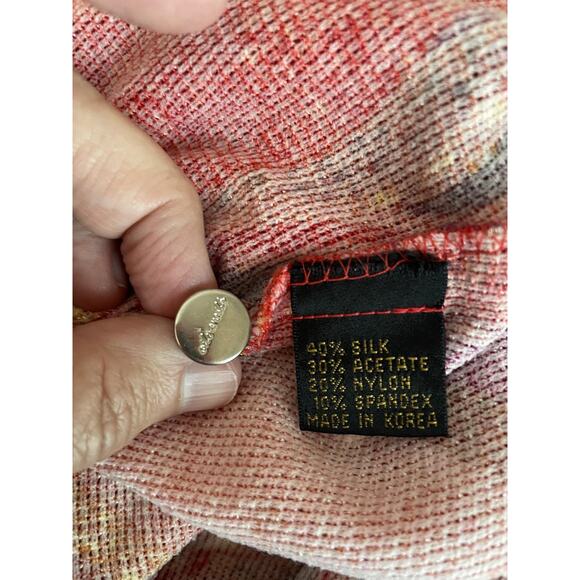 40% SILK
30% ACETATE
20% NYLON
10% SPANDEX
MADE IN KOREA